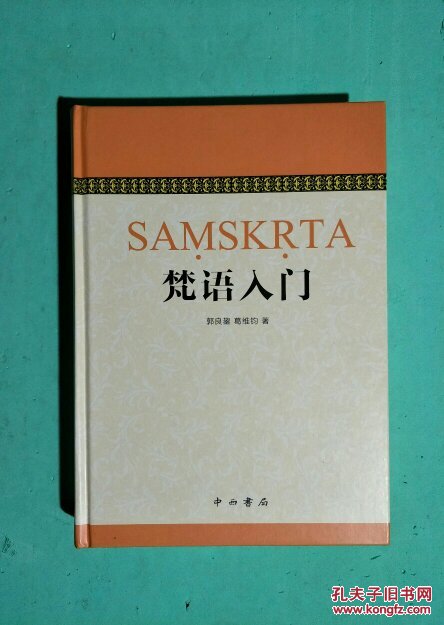 SAṂSKṚTA
梵语入门
郭良鋆 葛维钧 著
中西書局
孔夫子旧书网
www.kongfz.com